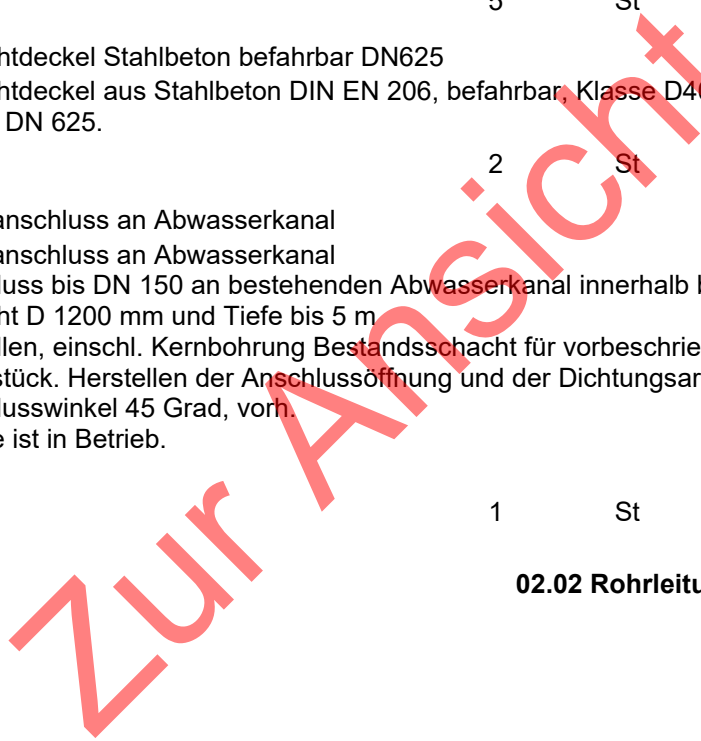 5 St
htdeckel Stahlbeton befahrbar DN625
htdeckel aus Stahlbeton DIN EN 206, befahrbar, Klasse D4
DN 625.
2 St
anschluss an Abwasserkanal
anschluss an Abwasserkanal
luss bis DN 150 an bestehenden Abwasserkanal innerhalb b
ht D 1200 mm und Tiefe bis 5 m
llen, einschl. Kernbohrung Bestandsschacht für vorbeschrie
stück. Herstellen der Anschlussöffnung und der Dichtungsar
lusswinkel 45 Grad, vorh.
e ist in Betrieb.
1 St
02.02 Rohrleitu
Zur Ansicht